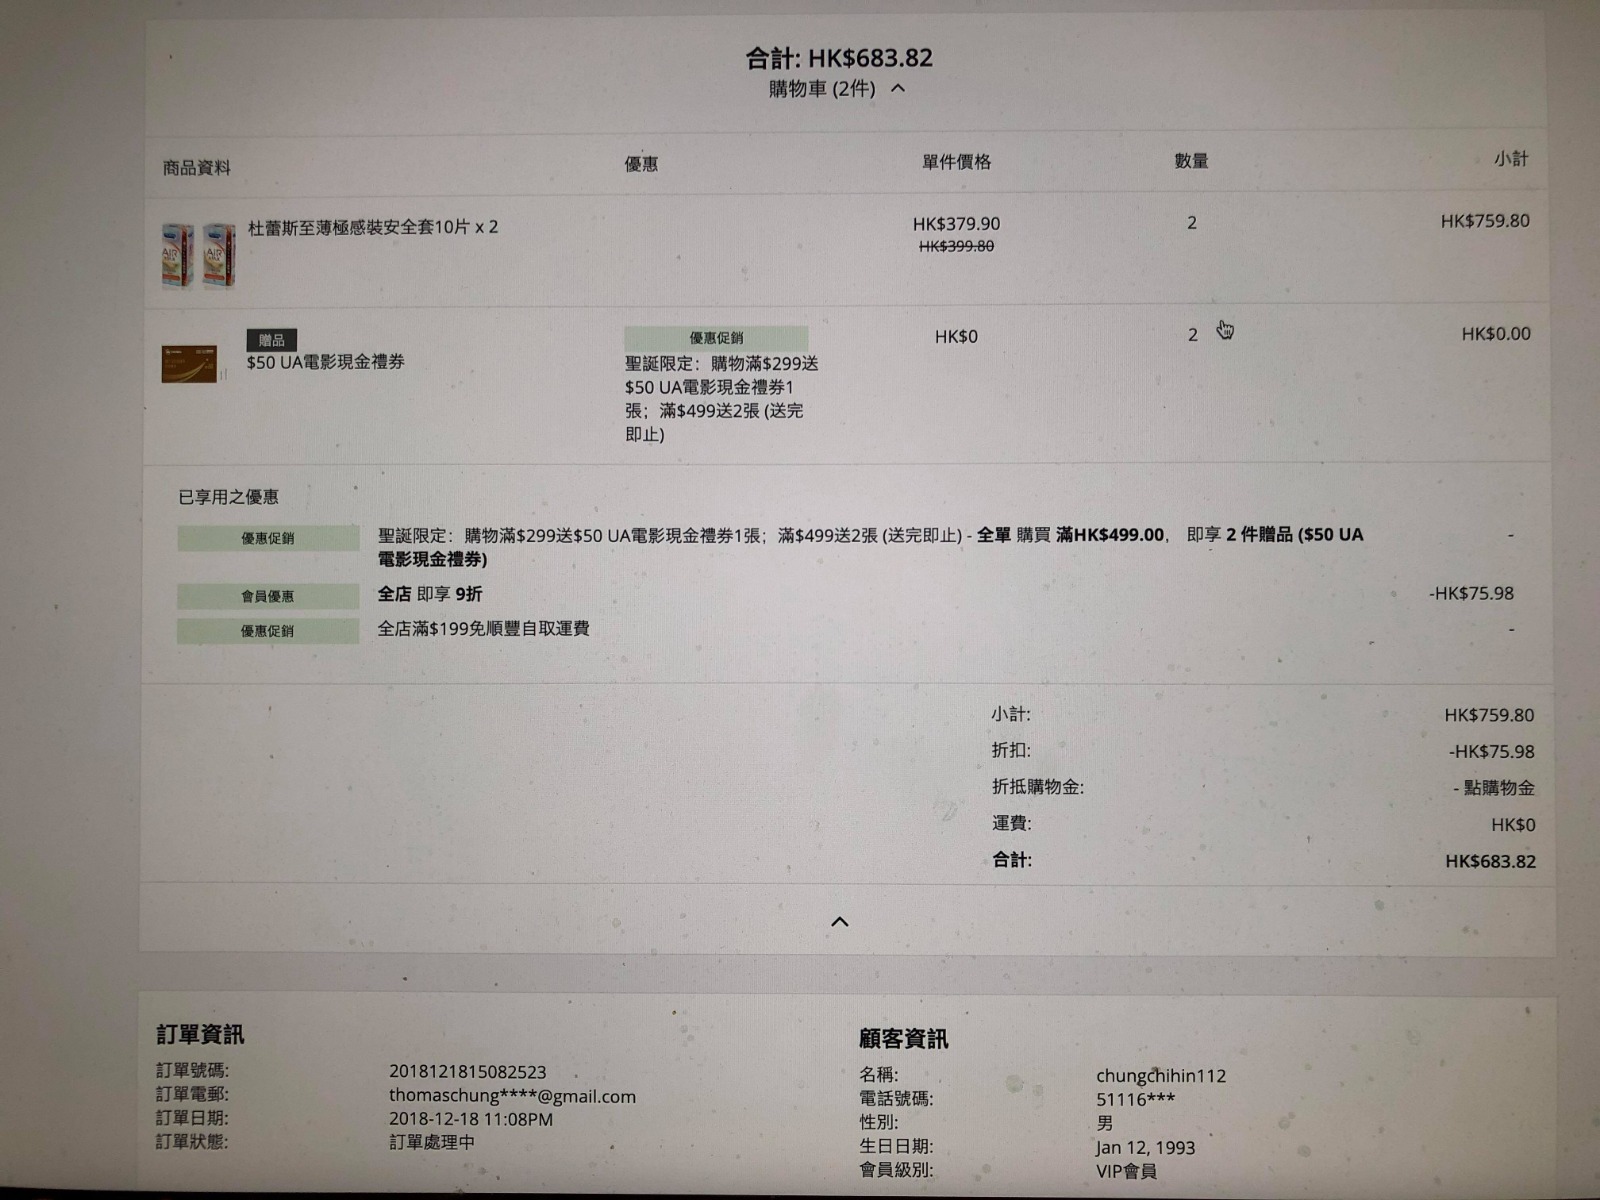 合計: HK$683.82
購物車 (2件)
商品資料 優惠 單件價格 數量 小計
杜蕾斯至薄極感裝安全套10片 x 2 HK$379.90 2 HK$759.80
HK$399.80
AIR AIR
贈品 優惠促銷 HK$0 2 HK$0.00
$50 UA電影現金禮券
聖誕限定：購物滿$299送
$50 UA電影現金禮券1
張；滿$499送2張 (送完
即止)
已享用之優惠
優惠促銷 聖誕限定：購物滿$299送$50 UA電影現金禮券1張；滿$499送2張 (送完即止) - 全單 購買 滿HK$499.00， 即享 2 件贈品 ($50 UA -
電影現金禮券)
會員優惠 全店 即享 9折 -HK$75.98
優惠促銷 全店滿$199免順豐自取運費 -
小計: HK$759.80
折扣: -HK$75.98
折抵購物金: - 點購物金
運費: HK$0
合計: HK$683.82
訂單資訊
訂單號碼: 2018121815082523
訂單電郵: thomaschung****@gmail.com
訂單日期: 2018-12-18 11:08PM
訂單狀態: 訂單處理中
顧客資訊
名稱: chungchihin112
電話號碼: 51116***
性別: 男
生日日期: Jan 12, 1993
會員級別: VIP會員